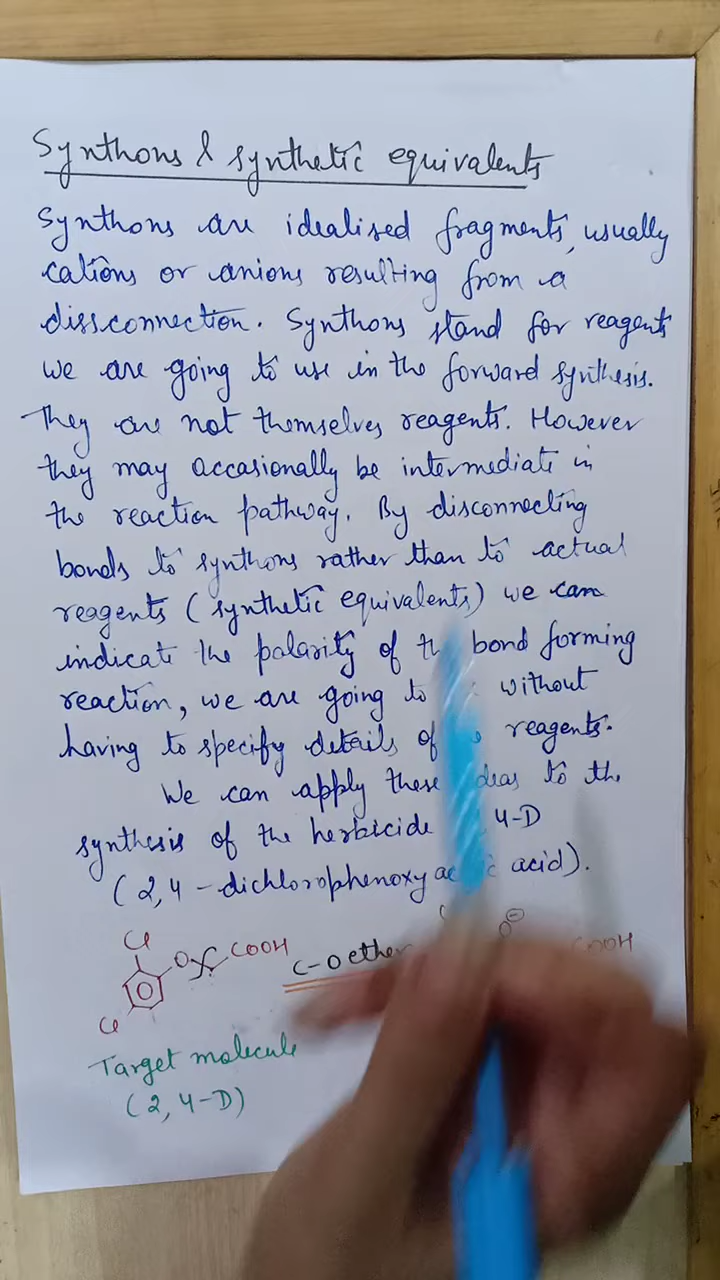 Synthons & synthetic equivalents
Synthons are idealised fragments, usually
cations or anions resulting from a
dissconnection. Synthons stand for reagents
we are going to use in the forward synthesis.
They are not themselves reagents. However
they may accasionally be intermediate in
the reaction pathway. By disconnecting
bonds to synthons rather than to actual
reagents (synthetic equivalents) we can
indicate the polarity of bond forming
reaction, we are going to without
having to specify details of reagents.
We can apply these to the
synthesis of the herbicide 4-D
(2,4-dichlorophenoxy acid).
Cl
O COOH
C-O ether
O⊖
Cl
Target molecule
(2,4-D)